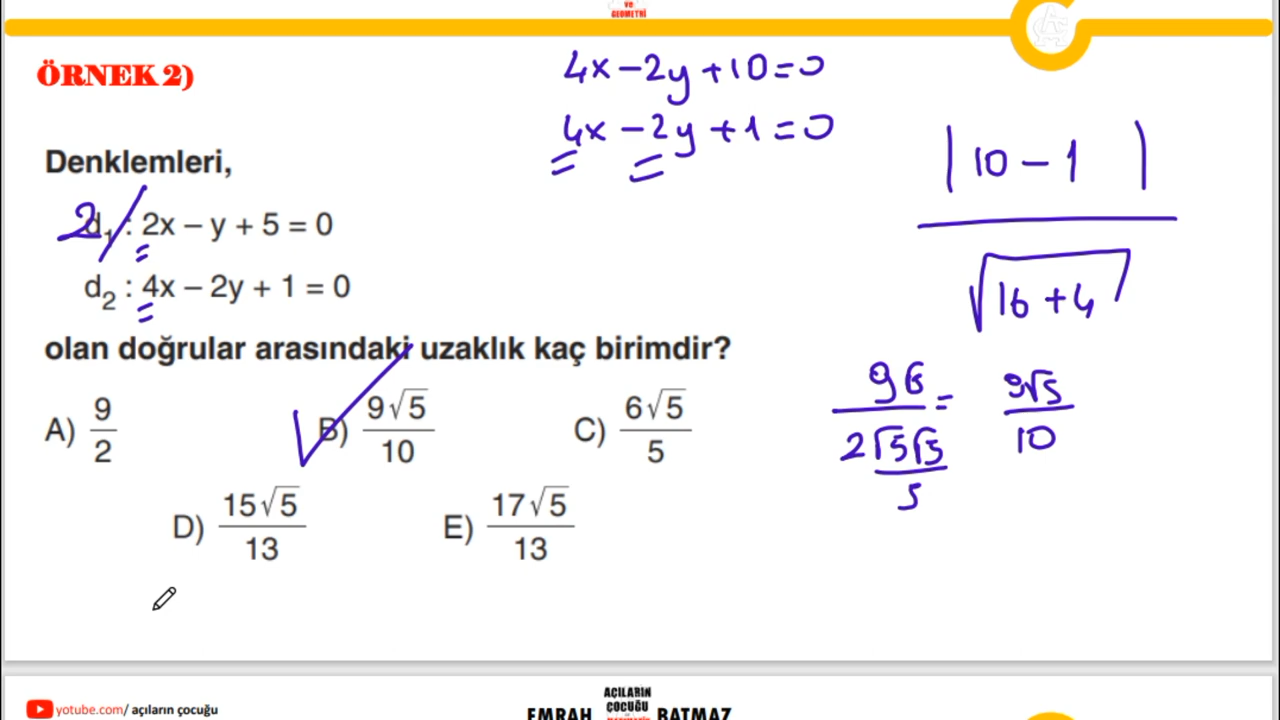 VE
GEOMETRİ
ÖRNEK 2)
4x-2y+10=0
4x-2y+1=0
Denklemleri,
2
d1 : 2x – y + 5 = 0
d2 : 4x – 2y + 1 = 0
|10-1|
√16+4
olan doğrular arasındaki uzaklık kaç birimdir?
A) 9/2
B) 9√5/10
C) 6√5/5
D) 15√5/13
E) 17√5/13
2√5√5
=
9√5/10
5
yotube.com/ açıların çocuğu
AÇILARIN
ÇOCUĞU
EMRAH BATMAZ